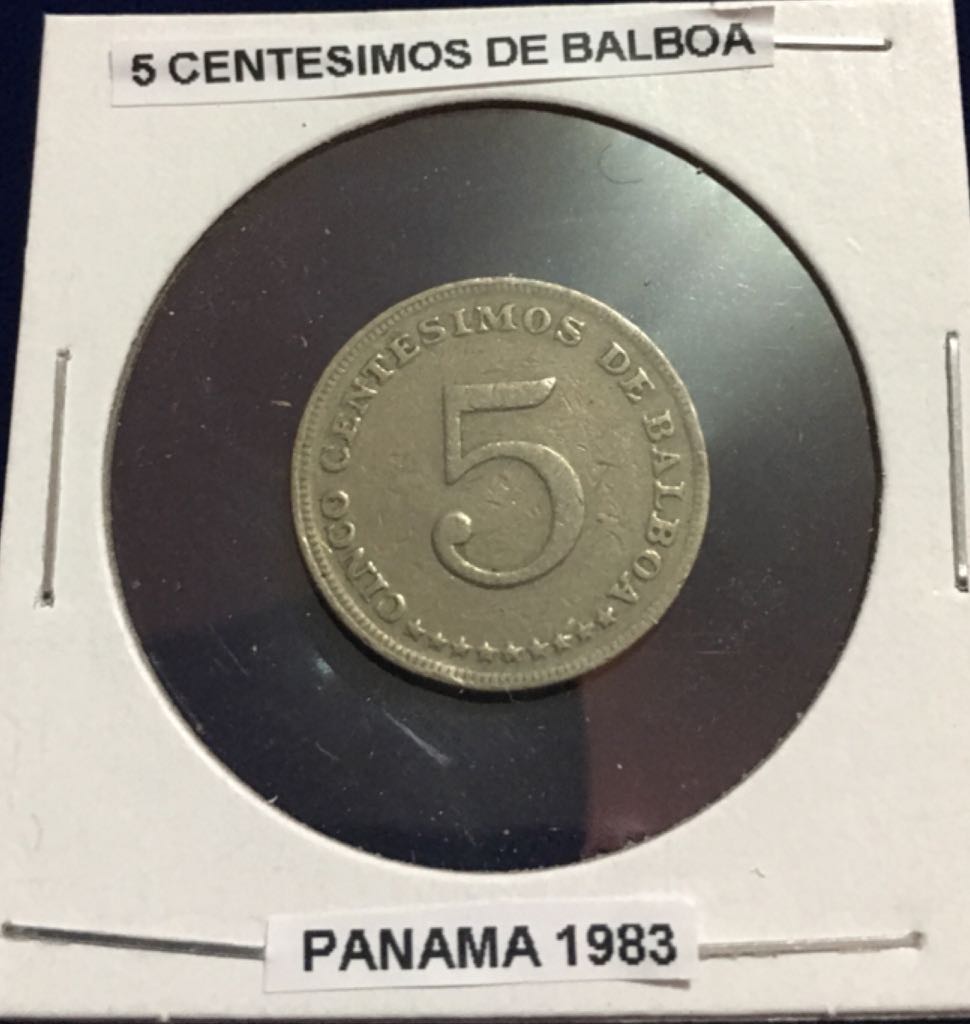 5 CENTESIMOS DE BALBOA
CINCO CENTESIMOS DE BALBOA
5
PANAMA 1983